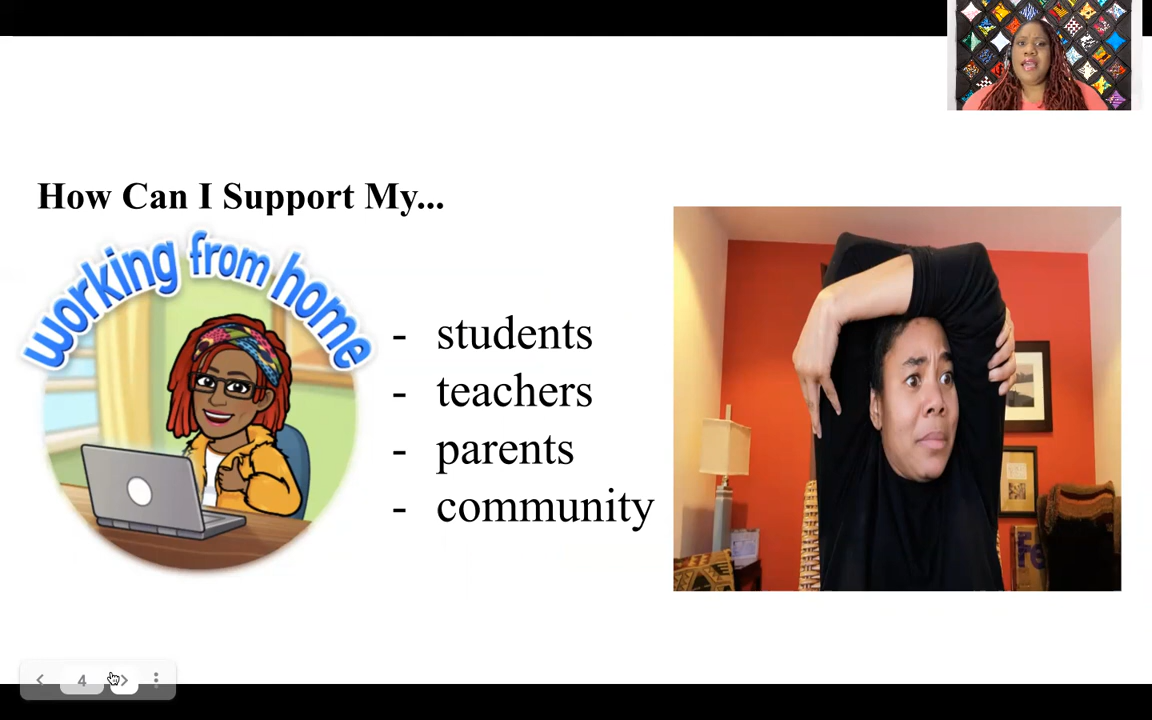 How Can I Support My...
working from home
- students
- teachers
- parents
- community
4